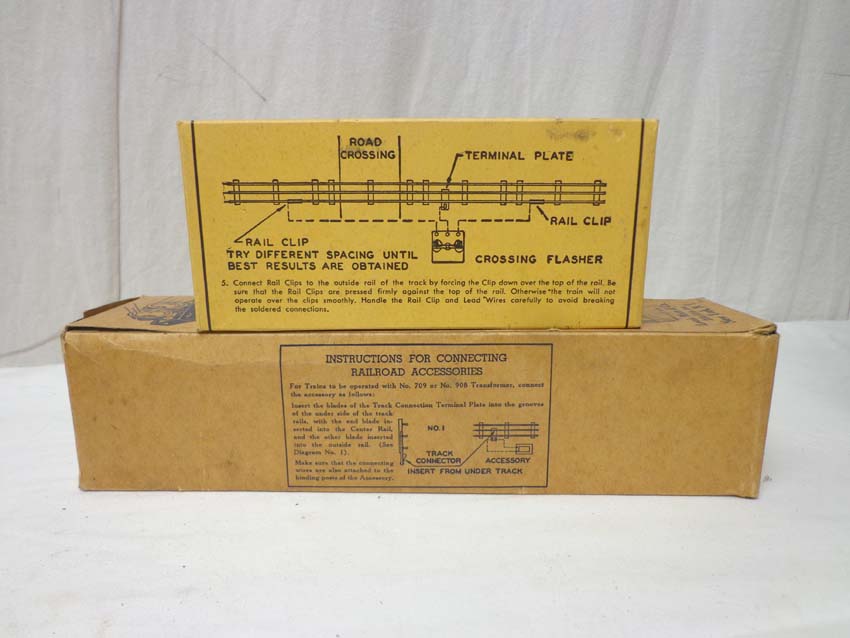 ROAD
CROSSING
TERMINAL PLATE
RAIL CLIP
RAIL CLIP
TRY DIFFERENT SPACING UNTIL
BEST RESULTS ARE OBTAINED
CROSSING FLASHER
5. Connect Rail Clips to the outside rail of the track by forcing the Clip down over the top of the rail. Be
sure that the Rail Clips are pressed firmly against the top of the rail. Otherwise the train will not
operate over the clips smoothly. Handle the Rail Clip and Lead Wires carefully to avoid breaking
the soldered connections.
INSTRUCTIONS FOR CONNECTING
RAILROAD ACCESSORIES
For Trains to be operated with No. 709 or No. 908 Transformer, connect
the accessory as follows:
Insert the blades of the Track Connection Terminal Plate into the grooves
of the under side of the track
rails, with the end blade in-
serted into the Center Rail,
and the other blade inserted
into the outside rail. (See
Diagram No. 1).
Make sure that the connecting
wires are also attached to the
binding posts of the Accessory.
NO. 1
TRACK
CONNECTOR
ACCESSORY
INSERT FROM UNDER TRACK